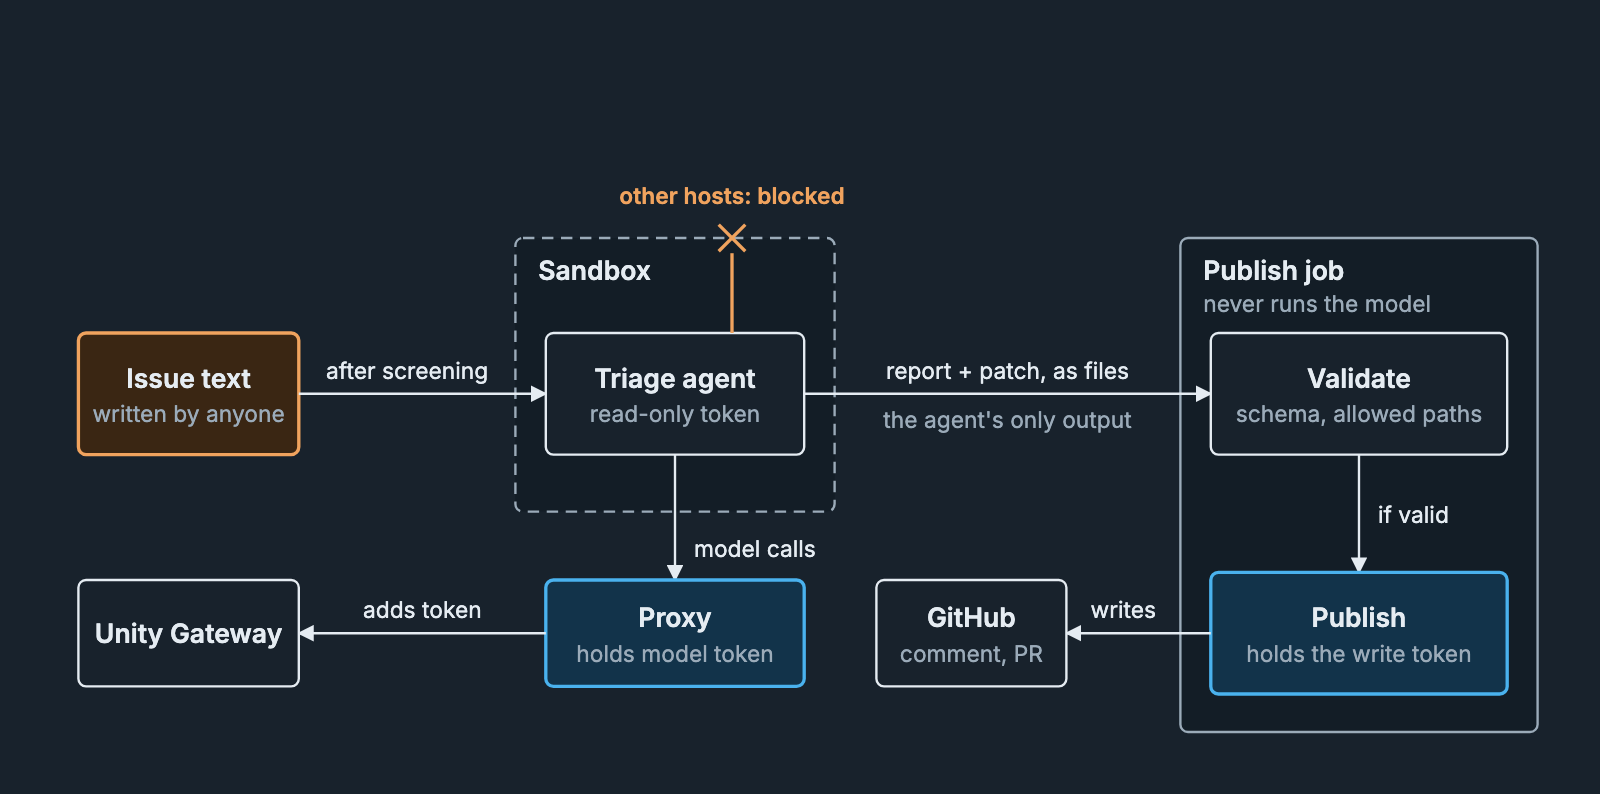 other hosts: blocked
Sandbox
Publish job
never runs the model
Issue text
written by anyone
after screening
Triage agent
read-only token
report + patch, as files
the agent's only output
Validate
schema, allowed paths
if valid
model calls
Unity Gateway
adds token
Proxy
holds model token
GitHub
comment, PR
writes
Publish
holds the write token